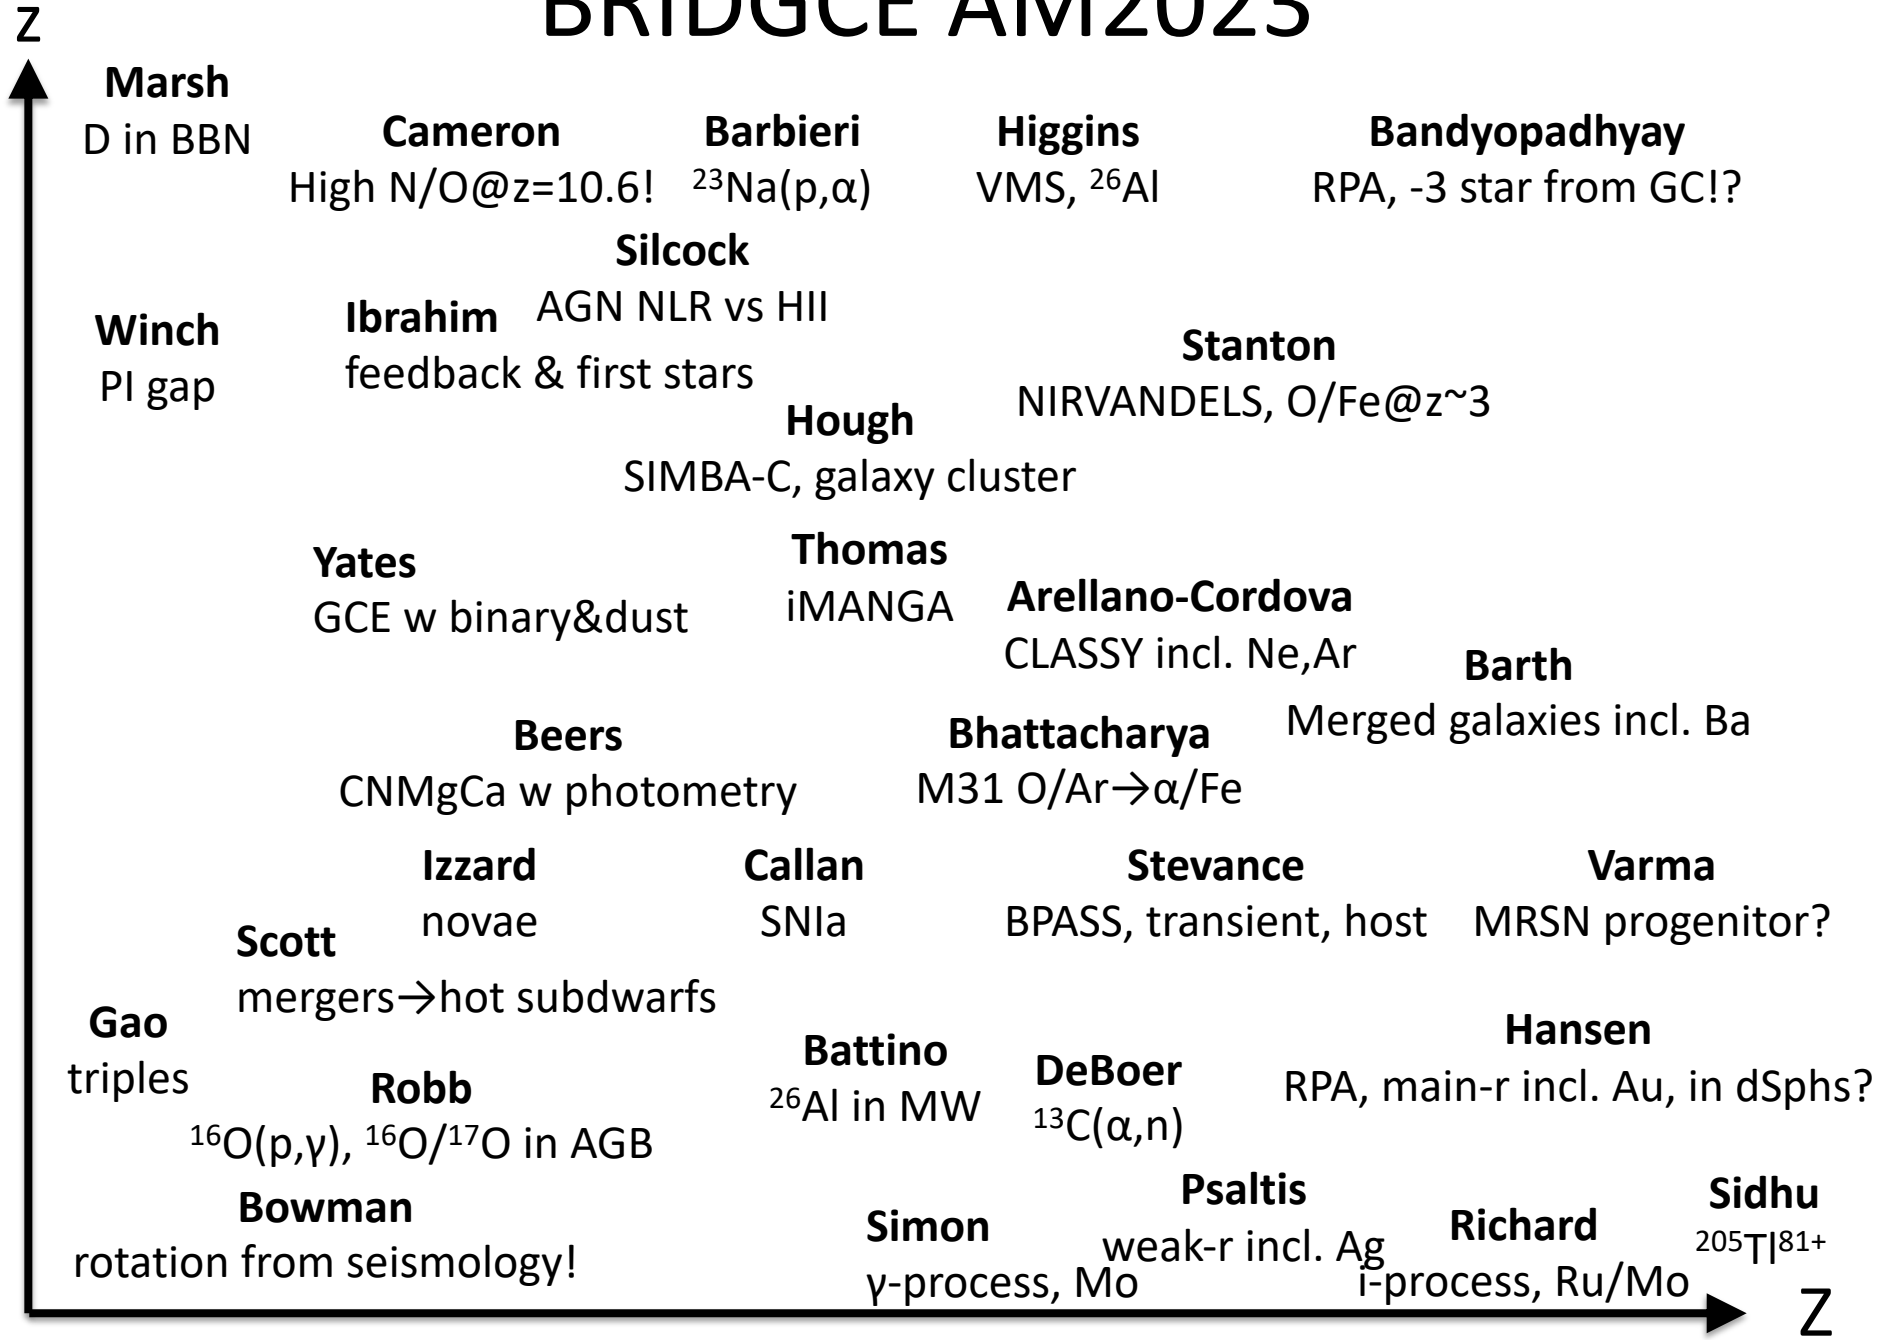 BRIDGCE AM2023
z
Marsh
D in BBN
Cameron
High N/O@z=10.6!
Barbieri
²³Na(p,α)
Higgins
VMS, ²⁶Al
Bandyopadhyay
RPA, -3 star from GC!?
Silcock
AGN NLR vs HII
Winch
PI gap
Ibrahim
feedback & first stars
Stanton
NIRVANDELS, O/Fe@z~3
Hough
SIMBA-C, galaxy cluster
Yates
GCE w binary&dust
Thomas
iMANGA
Arellano-Cordova
CLASSY incl. Ne,Ar
Barth
Merged galaxies incl. Ba
Beers
CNMgCa w photometry
Bhattacharya
M31 O/Ar→α/Fe
Izzard
novae
Callan
SNIa
Stevance
BPASS, transient, host
Varma
MRSN progenitor?
Scott
mergers→hot subdwarfs
Gao
triples
Robb
¹⁶O(p,γ), ¹⁶O/¹⁷O in AGB
Battino
²⁶Al in MW
DeBoer
¹³C(α,n)
Hansen
RPA, main-r incl. Au, in dSphs?
Bowman
rotation from seismology!
Simon
γ-process, Mo
Psaltis
weak-r incl. Ag
Richard
i-process, Ru/Mo
Sidhu
²⁰⁵Tl⁸¹⁺
Z